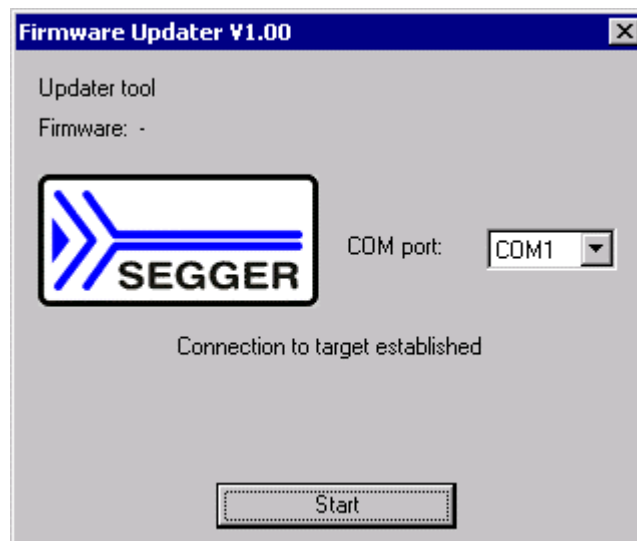 Firmware Updater V1.00
Updater tool
Firmware: -
SEGGER
COM port: COM1
Connection to target established
Start